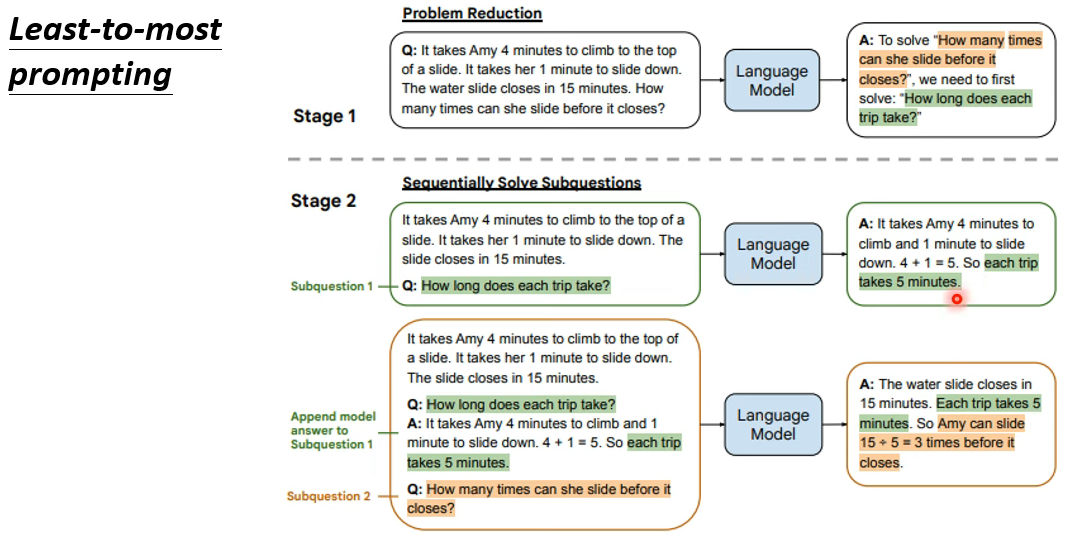 Least-to-most
prompting
Problem Reduction
Stage 1
Q: It takes Amy 4 minutes to climb to the top
of a slide. It takes her 1 minute to slide down.
The water slide closes in 15 minutes. How
many times can she slide before it closes?
Language
Model
A: To solve “How many times
can she slide before it
closes?”, we need to first
solve: “How long does each
trip take?”
Stage 2
Sequentially Solve Subquestions
It takes Amy 4 minutes to climb to the top of a
slide. It takes her 1 minute to slide down. The
slide closes in 15 minutes.
Subquestion 1
Q: How long does each trip take?
Language
Model
A: It takes Amy 4 minutes to
climb and 1 minute to slide
down. 4 + 1 = 5. So each trip
takes 5 minutes.
It takes Amy 4 minutes to climb to the top of
a slide. It takes her 1 minute to slide down.
The slide closes in 15 minutes.
Append model
answer to
Subquestion 1
Q: How long does each trip take?
A: It takes Amy 4 minutes to climb and 1
minute to slide down. 4 + 1 = 5. So each trip
takes 5 minutes.
Subquestion 2
Q: How many times can she slide before it
closes?
Language
Model
A: The water slide closes in
15 minutes. Each trip takes 5
minutes. So Amy can slide
15 ÷ 5 = 3 times before it
closes.